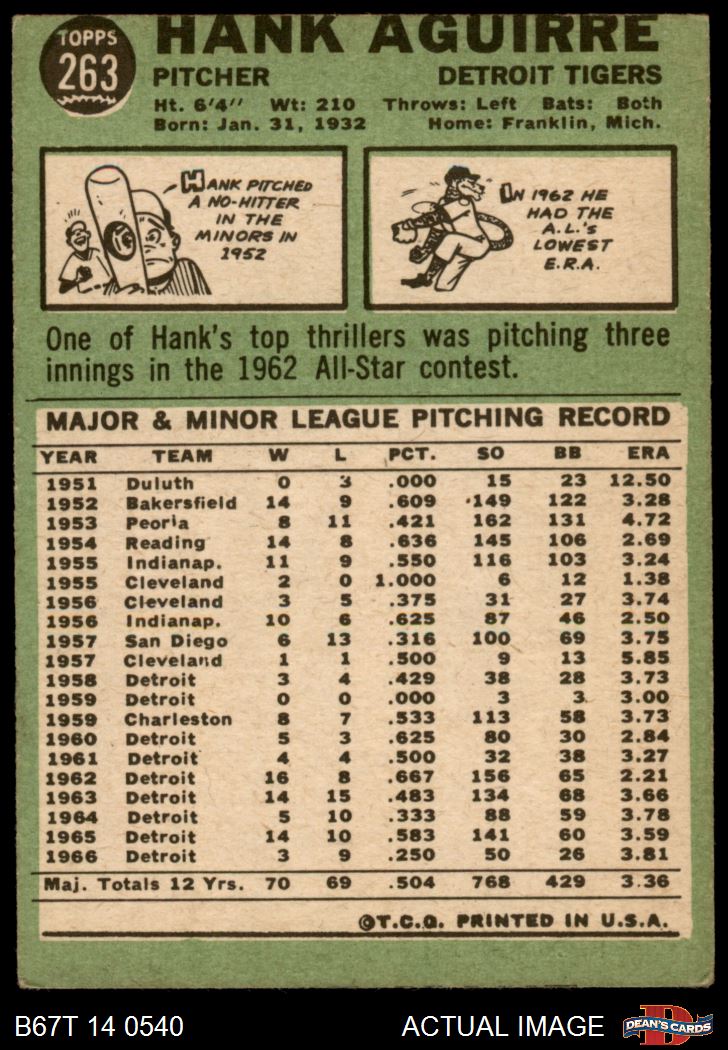 TOPPS
263
HANK AGUIRRE
PITCHER DETROIT TIGERS
Ht. 6'4" Wt: 210 Throws: Left Bats: Both
Born: Jan. 31, 1932 Home: Franklin, Mich.
HANK PITCHED
A NO-HITTER
IN THE
MINORS IN
1952
IN 1962 HE
HAD THE
A.L.'s
LOWEST
E.R.A.
One of Hank's top thrillers was pitching three
innings in the 1962 All-Star contest.
MAJOR & MINOR LEAGUE PITCHING RECORD
YEAR TEAM W L PCT. SO BB ERA
1951 Duluth 0 3 .000 15 23 12.50
1952 Bakersfield 14 9 .609 149 122 3.28
1953 Peoria 8 11 .421 162 131 4.72
1954 Reading 14 8 .636 145 106 2.69
1955 Indianap. 11 9 .550 116 103 3.24
1955 Cleveland 2 0 1.000 6 12 1.38
1956 Cleveland 3 5 .375 31 27 3.74
1956 Indianap. 10 6 .625 87 46 2.50
1957 San Diego 6 13 .316 100 69 3.75
1957 Cleveland 1 1 .500 9 13 5.85
1958 Detroit 3 4 .429 38 28 3.73
1959 Detroit 0 0 .000 3 3 3.00
1959 Charleston 8 7 .533 113 58 3.73
1960 Detroit 5 3 .625 80 30 2.84
1961 Detroit 4 4 .500 32 38 3.27
1962 Detroit 16 8 .667 156 65 2.21
1963 Detroit 14 15 .483 134 68 3.66
1964 Detroit 5 10 .333 88 59 3.78
1965 Detroit 14 10 .583 141 60 3.59
1966 Detroit 3 9 .250 50 26 3.81
Maj. Totals 12 Yrs. 70 69 .504 768 429 3.36
©T.C.G. PRINTED IN U.S.A.
B67T 14 0540 ACTUAL IMAGE
D
DEAN'S CARDS